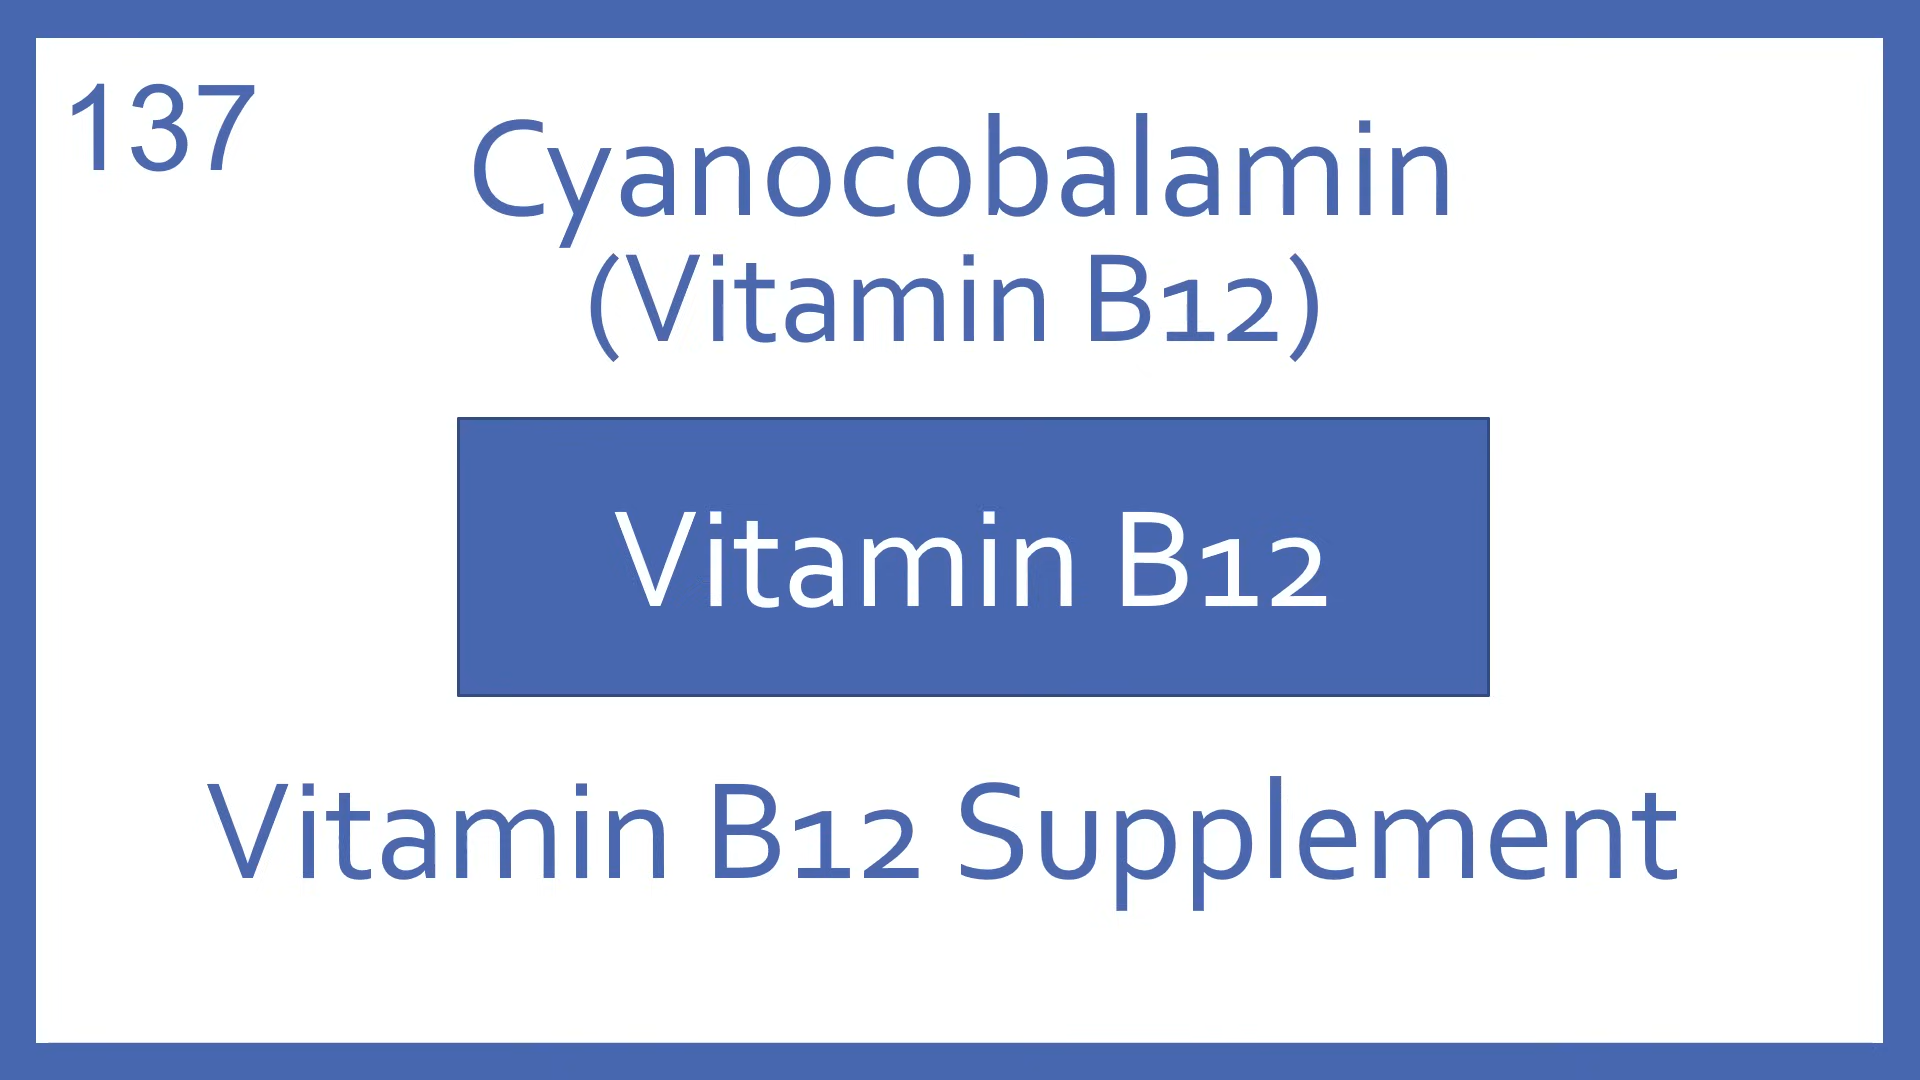 137
Cyanocobalamin
(Vitamin B12)
Vitamin B12
Vitamin B12 Supplement